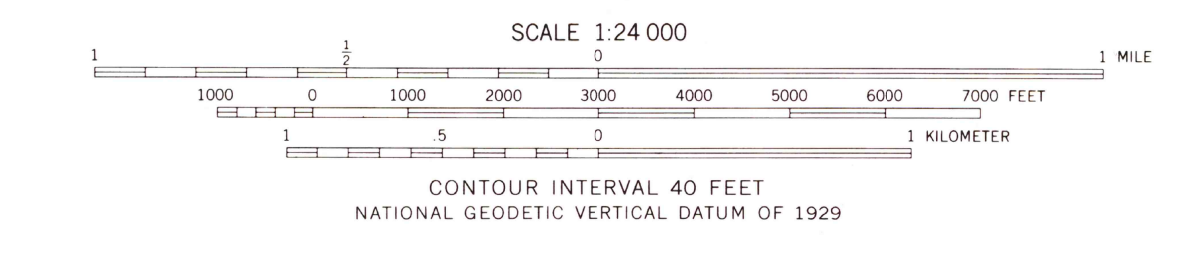 SCALE 1:24 000
1 1/2 0 1 MILE
1000 0 1000 2000 3000 4000 5000 6000 7000 FEET
1 .5 0 1 KILOMETER
CONTOUR INTERVAL 40 FEET
NATIONAL GEODETIC VERTICAL DATUM OF 1929